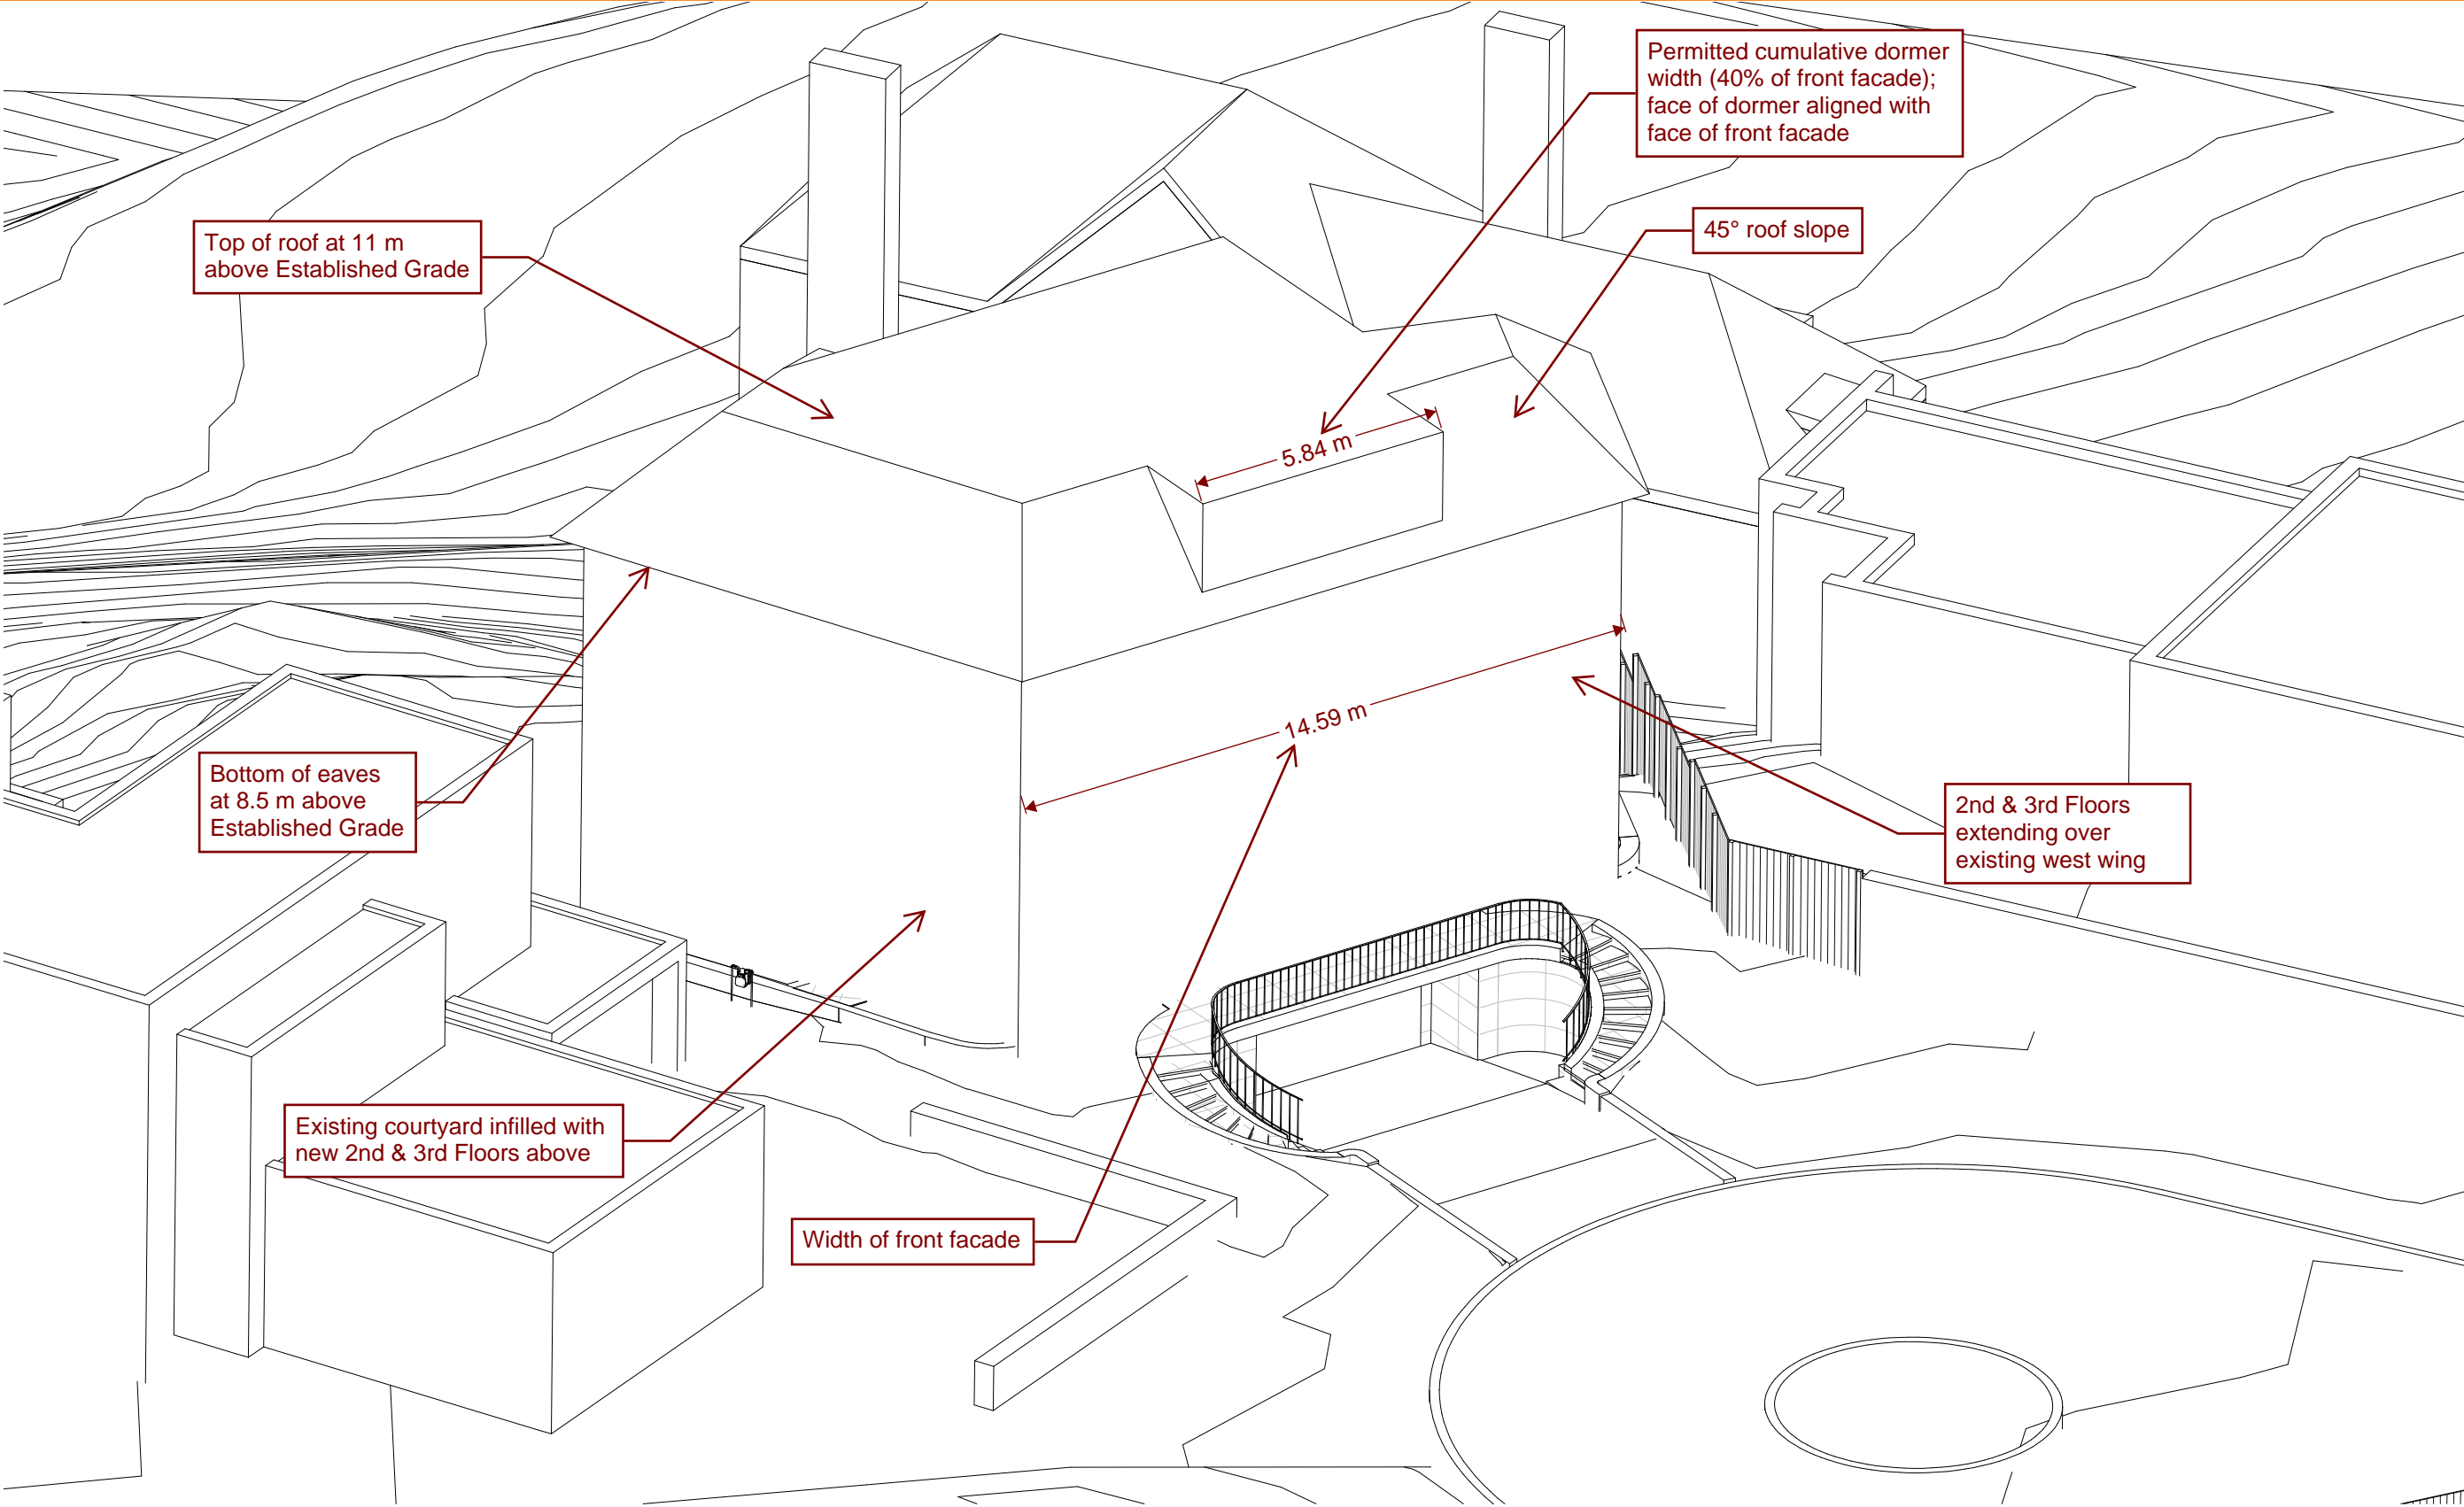 Permitted cumulative dormer
width (40% of front facade);
face of dormer aligned with
face of front facade
Top of roof at 11 m
above Established Grade
45° roof slope
5.84 m
14.59 m
Bottom of eaves
at 8.5 m above
Established Grade
2nd & 3rd Floors
extending over
existing west wing
Existing courtyard infilled with
new 2nd & 3rd Floors above
Width of front facade